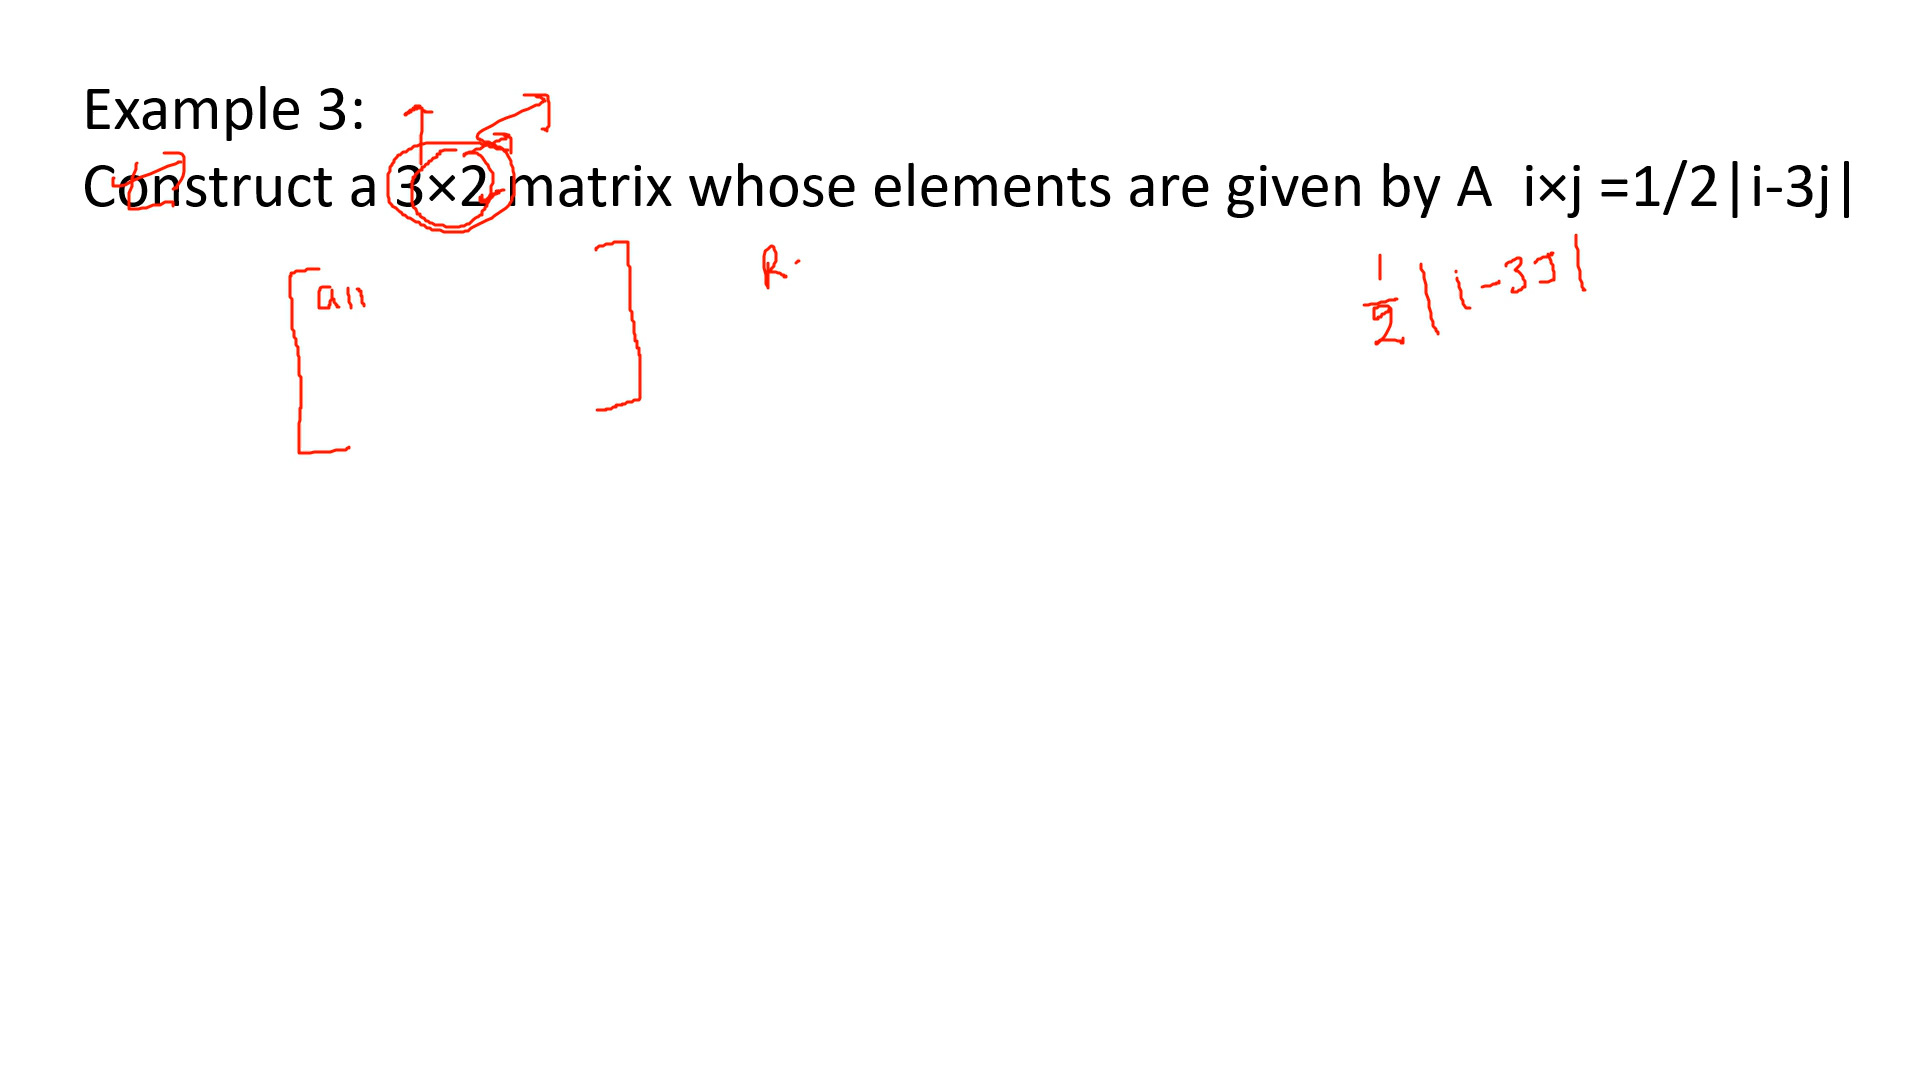 Example 3:
Construct a 3×2 matrix whose elements are given by A i×j =1/2|i-3j|
a11
R.
1/2 |i-3J|